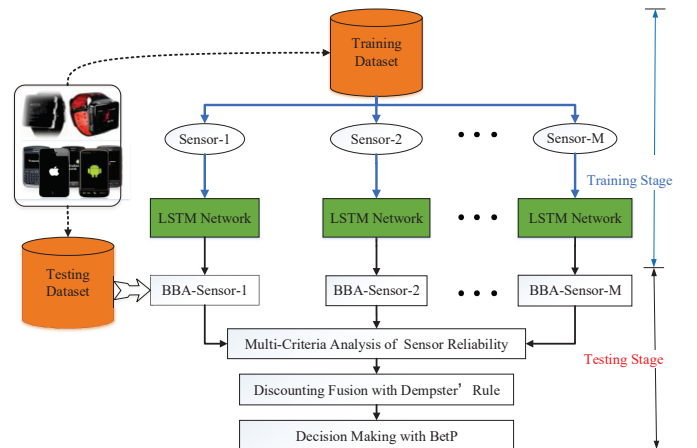 Training
Dataset
Sensor-1
Sensor-2
Sensor-M
Training Stage
LSTM Network
LSTM Network
LSTM Network
Testing
Dataset
BBA-Sensor-1
BBA-Sensor-2
BBA-Sensor-M
Multi-Criteria Analysis of Sensor Reliability
Testing Stage
Discounting Fusion with Dempster' Rule
Decision Making with BetP